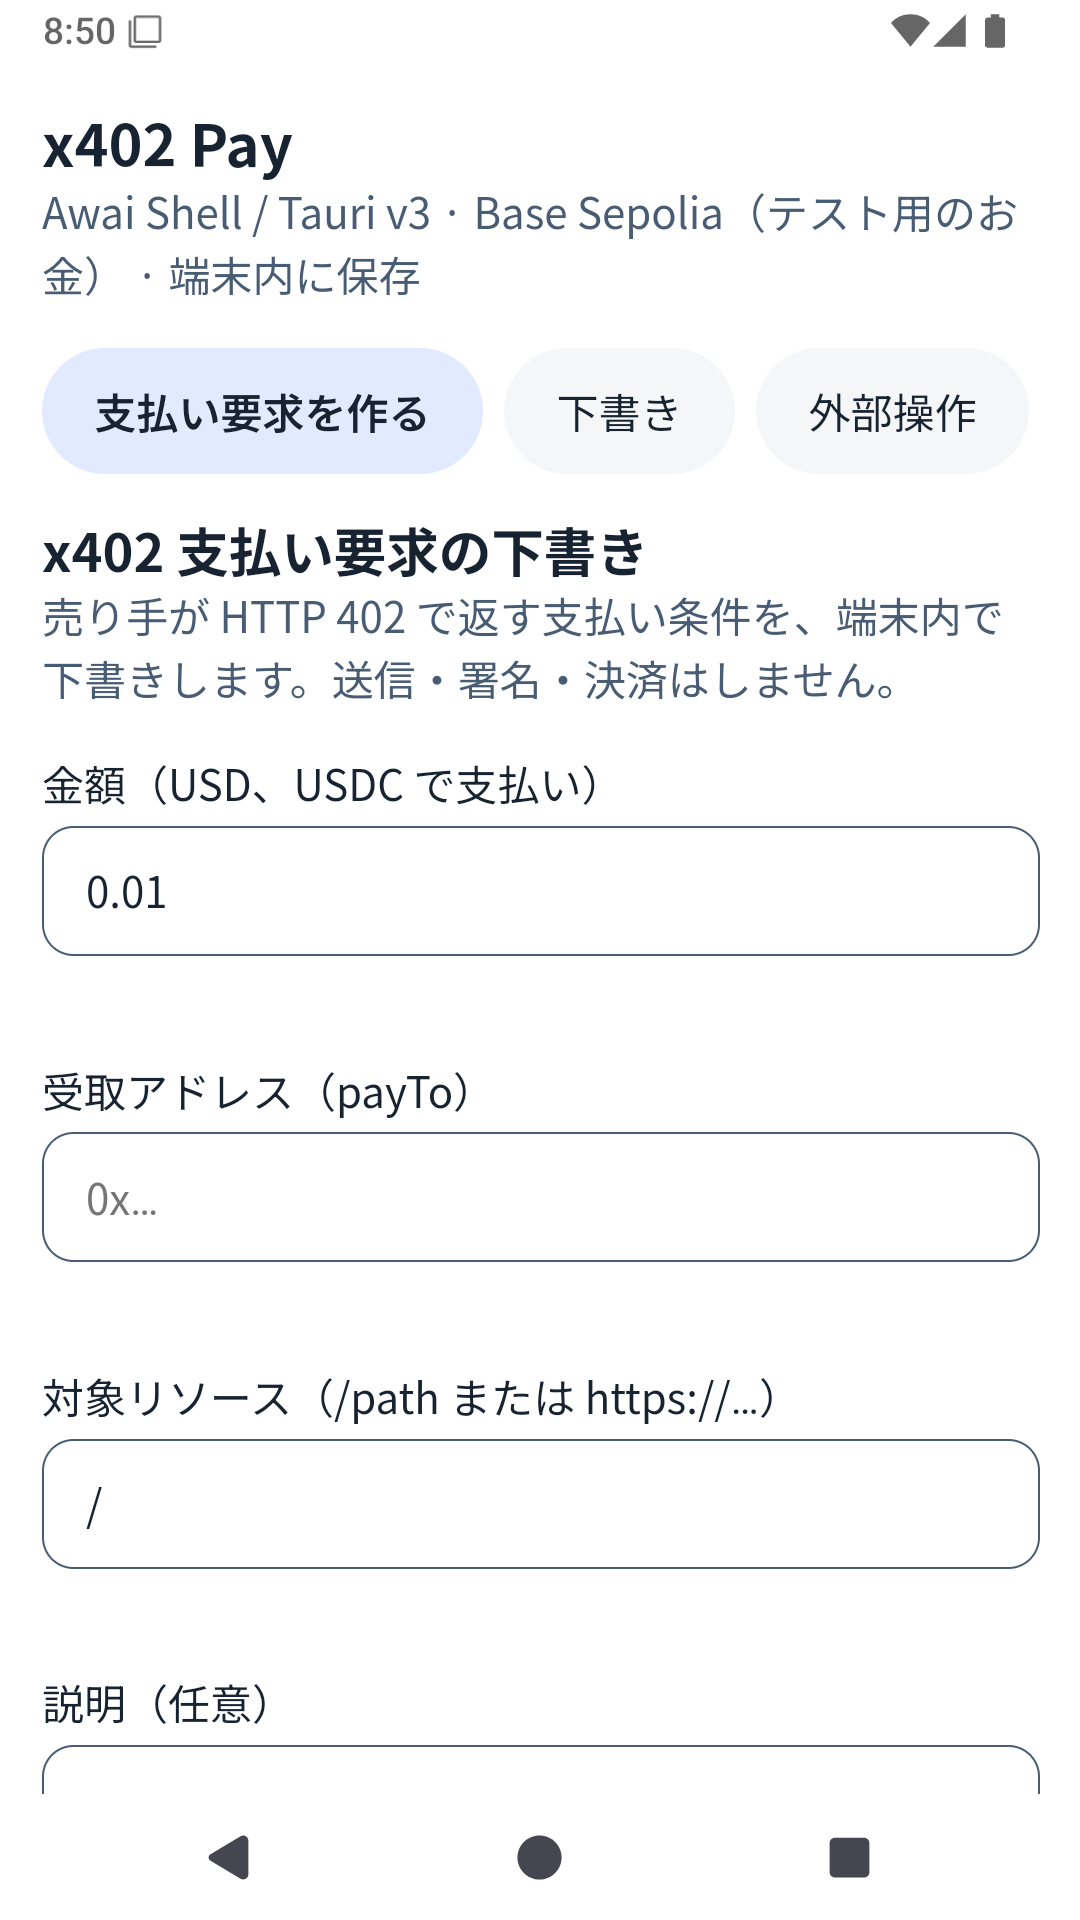 8:50
x402 Pay
Awai Shell / Tauri v3 · Base Sepolia（テスト用のお
金） · 端末内に保存
支払い要求を作る 下書き 外部操作
x402 支払い要求の下書き
売り手が HTTP 402 で返す支払い条件を、端末内で
下書きします。送信・署名・決済はしません。
金額（USD、USDC で支払い）
0.01
受取アドレス（payTo）
0x…
対象リソース（/path または https://…）
/
説明（任意）